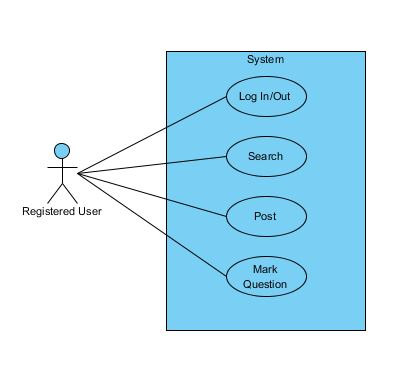 System
Log In/Out
Search
Registered User
Post
Mark
Question